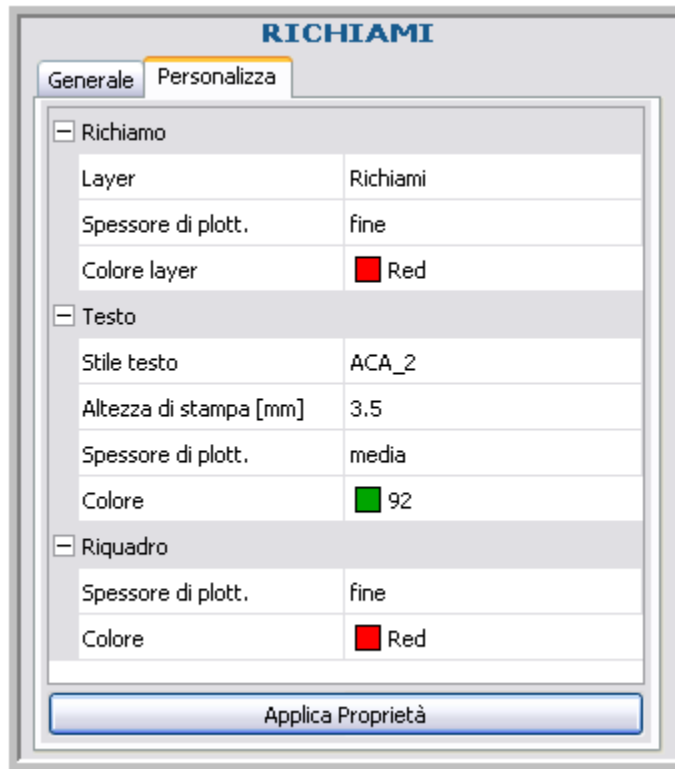 RICHIAMI
Generale Personalizza
Richiamo
Layer Richiami
Spessore di plott. fine
Colore layer Red
Testo
Stile testo ACA_2
Altezza di stampa [mm] 3.5
Spessore di plott. media
Colore 92
Riquadro
Spessore di plott. fine
Colore Red
Applica Proprietà